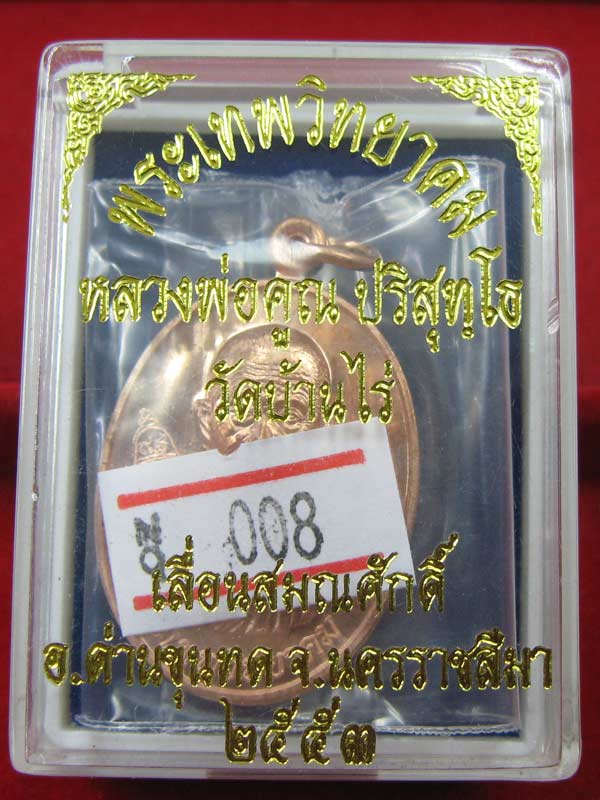 พระเทพวิทยาคม
หลวงพ่อคูณ ปริสุทฺโธ
วัดบ้านไร่
008
เลื่อนสมณศักดิ์
อ.ด่านขุนทด จ.นครราชสีมา
๒๕๕๓